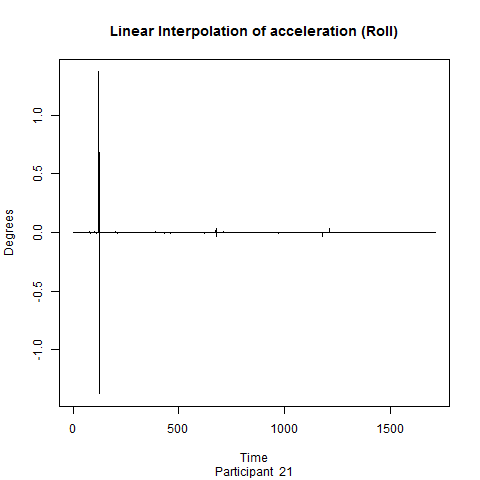 Linear Interpolation of acceleration (Roll)
Degrees
1.0
0.5
0.0
-0.5
-1.0
0 500 1000 1500
Time
Participant 21